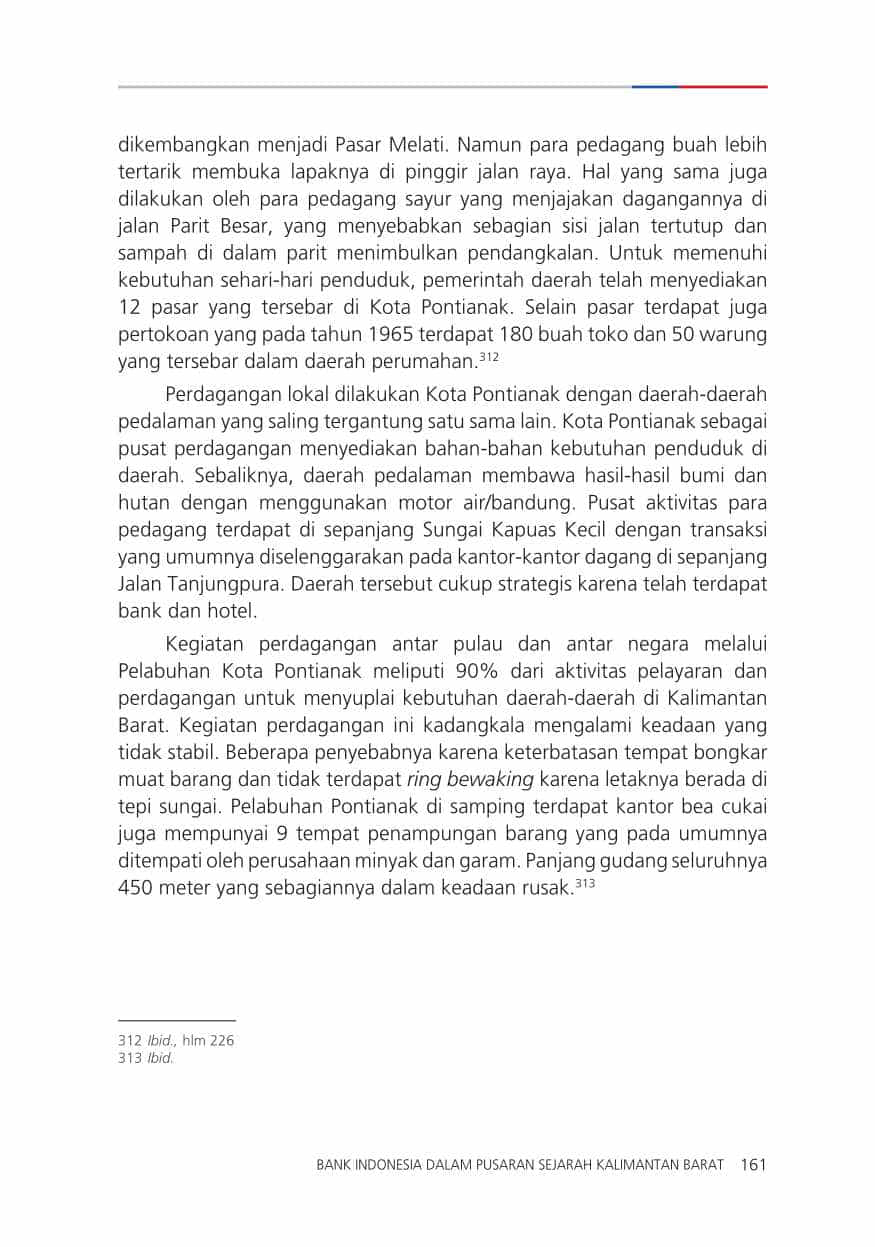 dikembangkan menjadi Pasar Melati. Namun para pedagang buah lebih
tertarik membuka lapaknya di pinggir jalan raya. Hal yang sama juga
dilakukan oleh para pedagang sayur yang menjajakan dagangannya di
jalan Parit Besar, yang menyebabkan sebagian sisi jalan tertutup dan
sampah di dalam parit menimbulkan pendangkalan. Untuk memenuhi
kebutuhan sehari-hari penduduk, pemerintah daerah telah menyediakan
12 pasar yang tersebar di Kota Pontianak. Selain pasar terdapat juga
pertokoan yang pada tahun 1965 terdapat 180 buah toko dan 50 warung
yang tersebar dalam daerah perumahan.312
Perdagangan lokal dilakukan Kota Pontianak dengan daerah-daerah
pedalaman yang saling tergantung satu sama lain. Kota Pontianak sebagai
pusat perdagangan menyediakan bahan-bahan kebutuhan penduduk di
daerah. Sebaliknya, daerah pedalaman membawa hasil-hasil bumi dan
hutan dengan menggunakan motor air/bandung. Pusat aktivitas para
pedagang terdapat di sepanjang Sungai Kapuas Kecil dengan transaksi
yang umumnya diselenggarakan pada kantor-kantor dagang di sepanjang
Jalan Tanjungpura. Daerah tersebut cukup strategis karena telah terdapat
bank dan hotel.
Kegiatan perdagangan antar pulau dan antar negara melalui
Pelabuhan Kota Pontianak meliputi 90% dari aktivitas pelayaran dan
perdagangan untuk menyuplai kebutuhan daerah-daerah di Kalimantan
Barat. Kegiatan perdagangan ini kadangkala mengalami keadaan yang
tidak stabil. Beberapa penyebabnya karena keterbatasan tempat bongkar
muat barang dan tidak terdapat ring bewaking karena letaknya berada di
tepi sungai. Pelabuhan Pontianak di samping terdapat kantor bea cukai
juga mempunyai 9 tempat penampungan barang yang pada umumnya
ditempati oleh perusahaan minyak dan garam. Panjang gudang seluruhnya
450 meter yang sebagiannya dalam keadaan rusak.313
312 Ibid., hlm 226
313 Ibid.
BANK INDONESIA DALAM PUSARAN SEJARAH KALIMANTAN BARAT 161